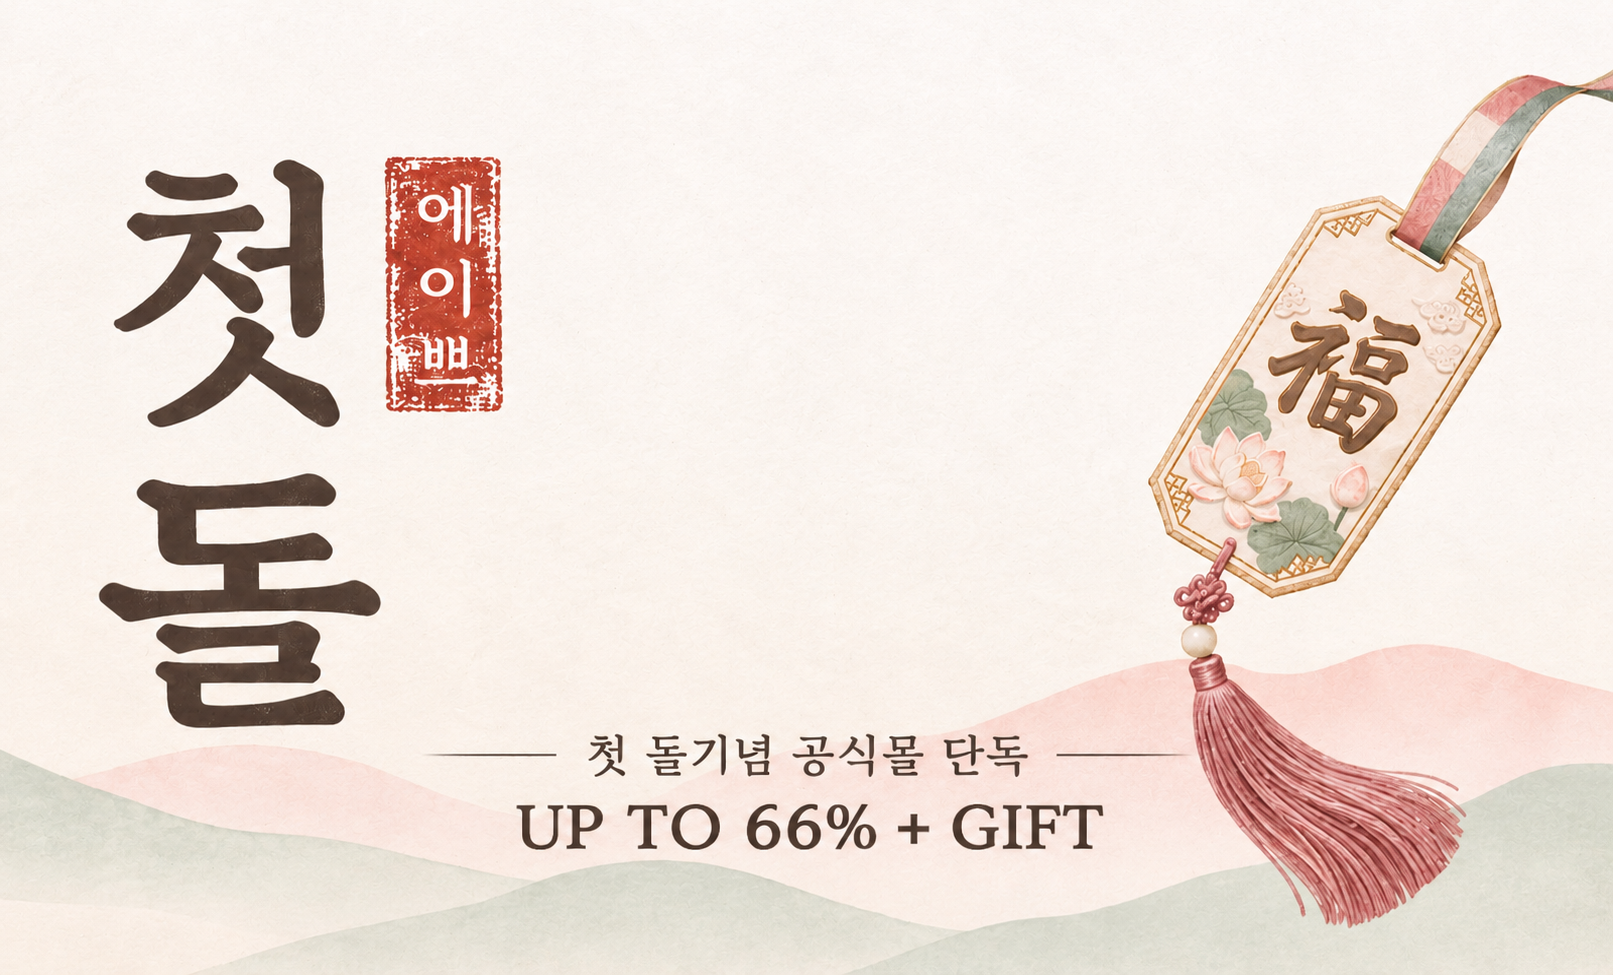 첫
돌
에
이
쁘
福
첫 돌기념 공식몰 단독
UP TO 66% + GIFT